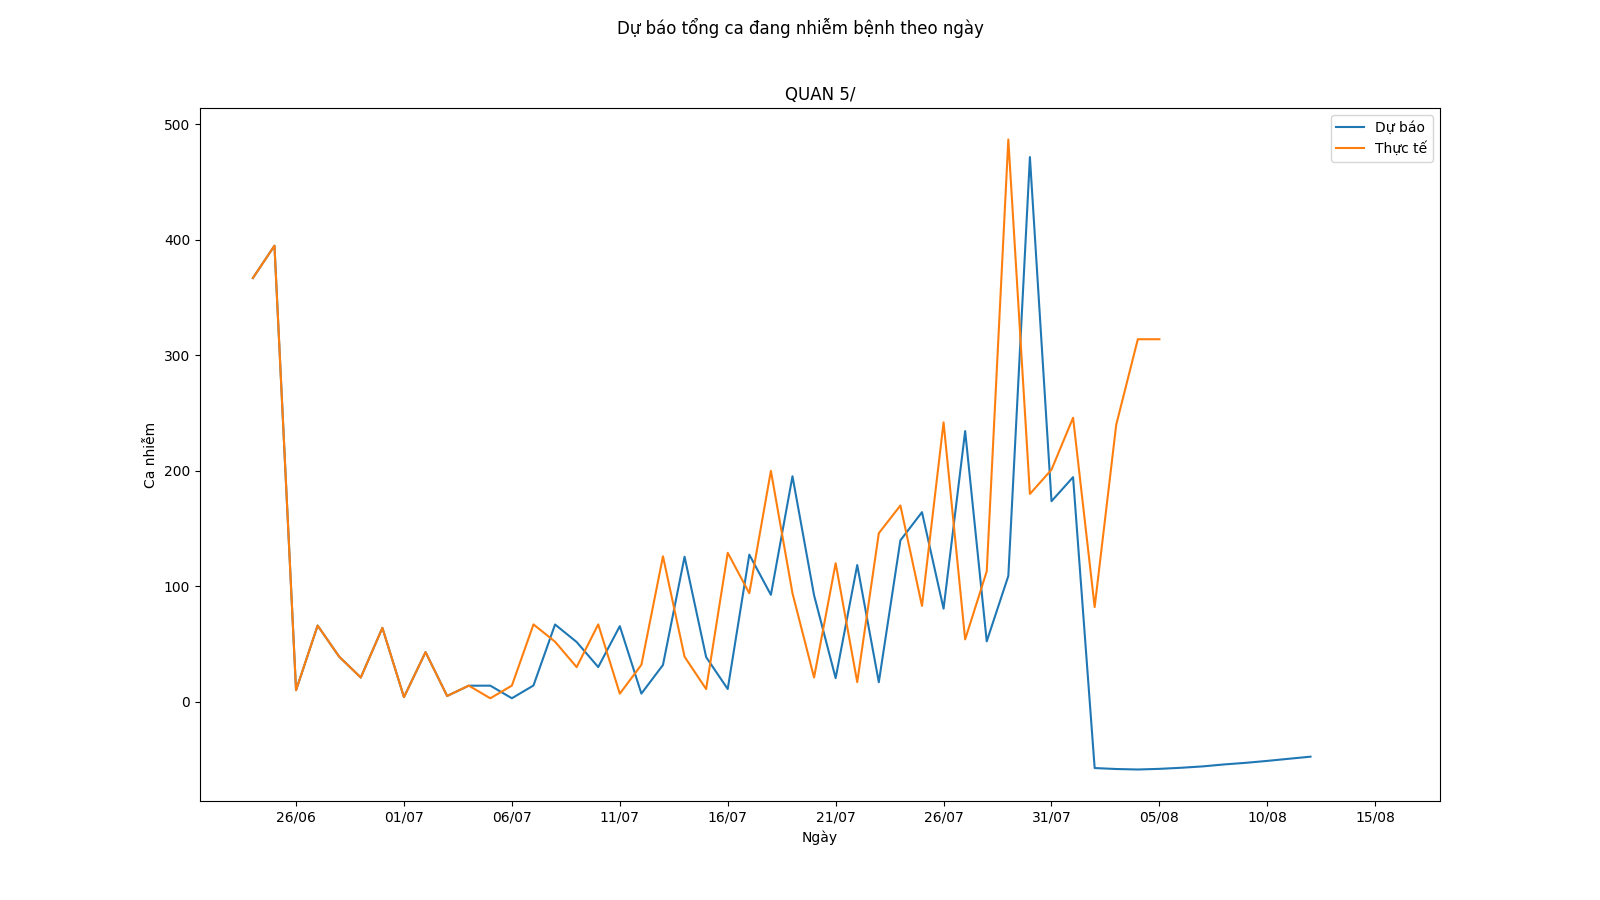 Dự báo tổng ca đang nhiễm bệnh theo ngày
QUAN 5/
Dự báo
Thực tế
500
400
300
200
100
0
Ca nhiễm
26/06 01/07 06/07 11/07 16/07 21/07 26/07 31/07 05/08 10/08 15/08
Ngày